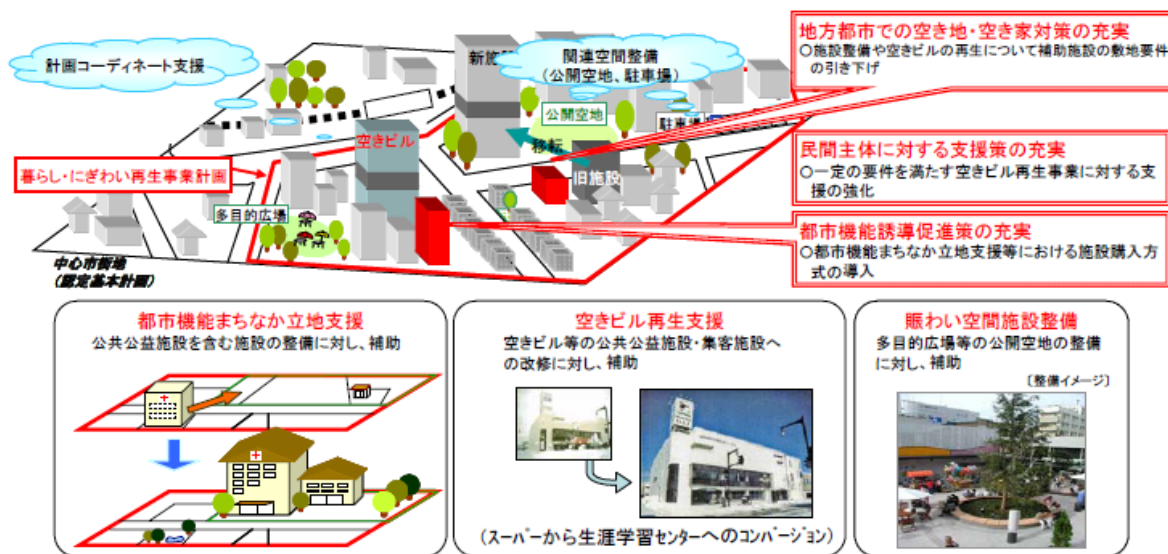 計画コーディネート支援
新施設
関連空間整備
(公開空地、駐車場)
公開空地
駐車場
移転
旧施設
空きビル
暮らし・にぎわい再生事業計画
多目的広場
中心市街地
(認定基本計画)
地方都市での空き地・空き家対策の充実
○施設整備や空きビルの再生について補助施設の敷地要件
の引き下げ
民間主体に対する支援策の充実
○一定の要件を満たす空きビル再生事業に対する支
援の強化
都市機能誘導促進策の充実
○都市機能まちなか立地支援等における施設購入方
式の導入
都市機能まちなか立地支援
公共公益施設を含む施設の整備に対し、補助
空きビル再生支援
空きビル等の公共公益施設・集客施設へ
の改修に対し、補助
(スーパーから生涯学習センターへのコンバージョン)
賑わい空間施設整備
多目的広場等の公開空地の整備
に対し、補助
〔整備イメージ〕